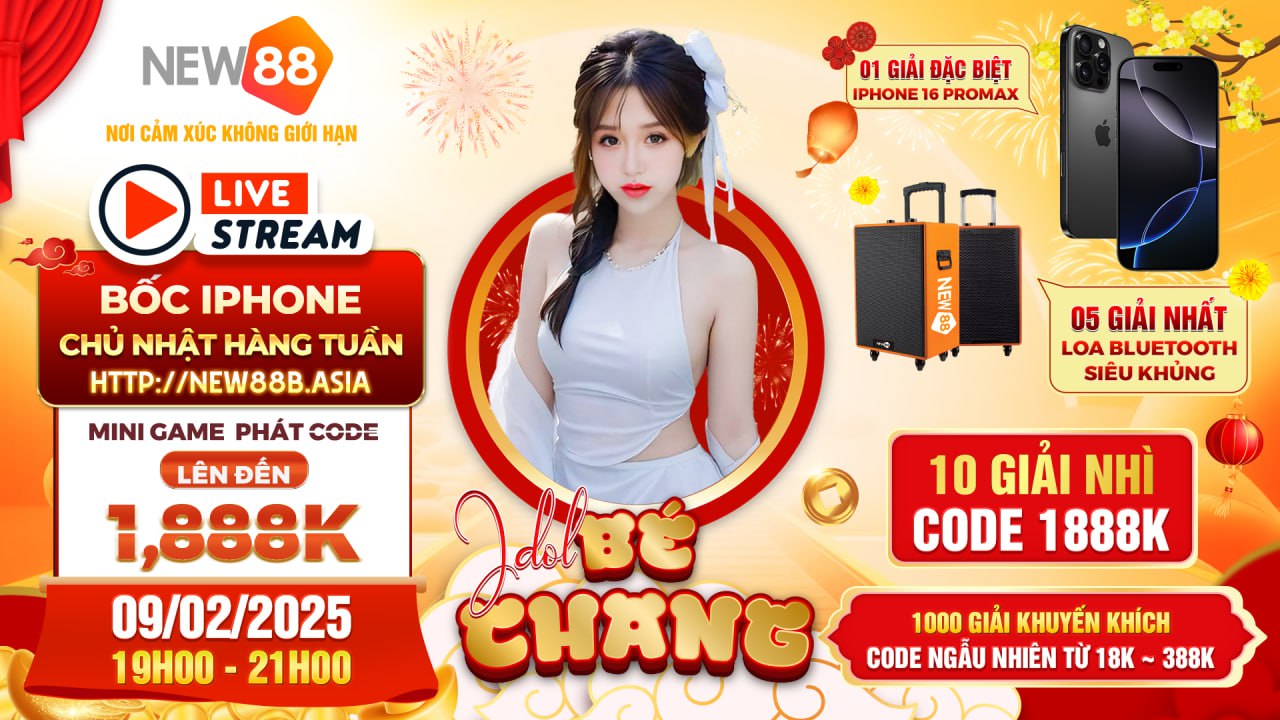 NEW88
NƠI CẢM XÚC KHÔNG GIỚI HẠN
LIVE
STREAM
BỐC IPHONE
CHỦ NHẬT HÀNG TUẦN
HTTP://NEW88B.ASIA
MINI GAME PHÁT CODE
LÊN ĐẾN
1,888K
09/02/2025
19H00 - 21H00
Idol BÉ
CHANG
01 GIẢI ĐẶC BIỆT
IPHONE 16 PROMAX
NEW88
NEW88
05 GIẢI NHẤT
LOA BLUETOOTH
SIÊU KHỦNG
10 GIẢI NHÌ
CODE 1888K
1000 GIẢI KHUYẾN KHÍCH
CODE NGẪU NHIÊN TỪ 18K ~ 388K